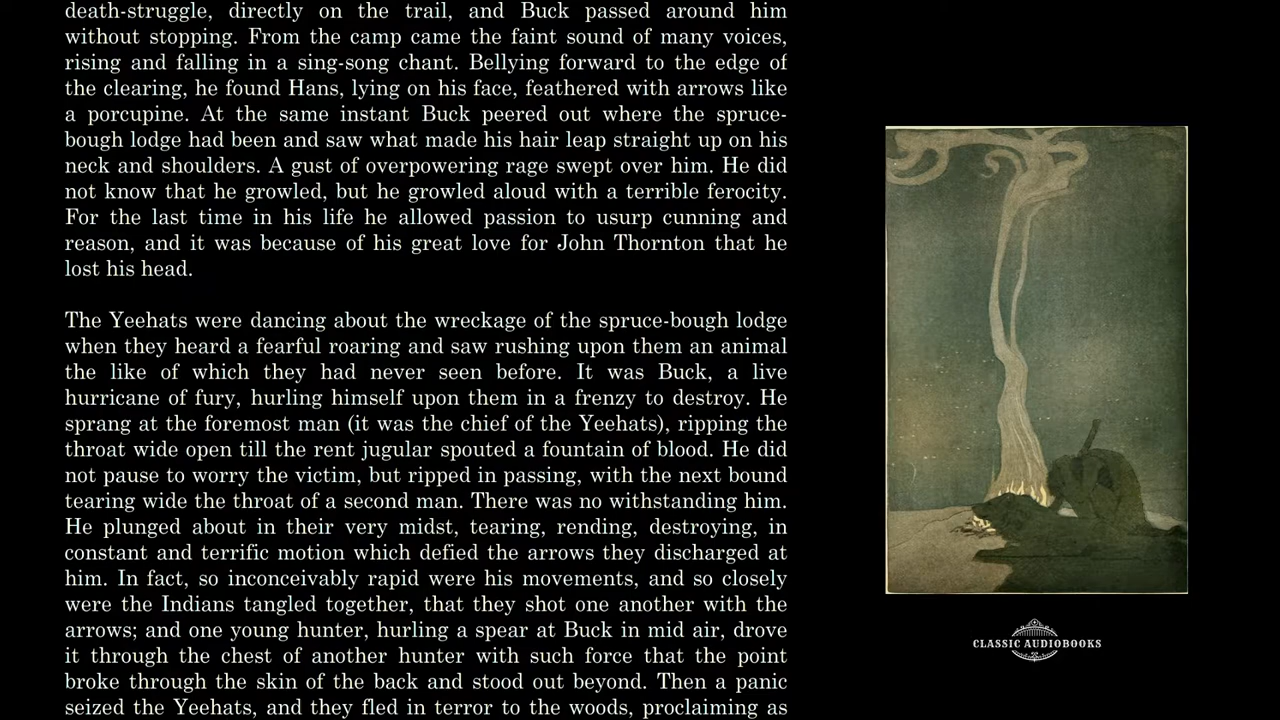 death-struggle, directly on the trail, and Buck passed around him
without stopping. From the camp came the faint sound of many voices,
rising and falling in a sing-song chant. Bellying forward to the edge of
the clearing, he found Hans, lying on his face, feathered with arrows like
a porcupine. At the same instant Buck peered out where the spruce-
bough lodge had been and saw what made his hair leap straight up on his
neck and shoulders. A gust of overpowering rage swept over him. He did
not know that he growled, but he growled aloud with a terrible ferocity.
For the last time in his life he allowed passion to usurp cunning and
reason, and it was because of his great love for John Thornton that he
lost his head.
The Yeehats were dancing about the wreckage of the spruce-bough lodge
when they heard a fearful roaring and saw rushing upon them an animal
the like of which they had never seen before. It was Buck, a live
hurricane of fury, hurling himself upon them in a frenzy to destroy. He
sprang at the foremost man (it was the chief of the Yeehats), ripping the
throat wide open till the rent jugular spouted a fountain of blood. He did
not pause to worry the victim, but ripped in passing, with the next bound
tearing wide the throat of a second man. There was no withstanding him.
He plunged about in their very midst, tearing, rending, destroying, in
constant and terrific motion which defied the arrows they discharged at
him. In fact, so inconceivably rapid were his movements, and so closely
were the Indians tangled together, that they shot one another with the
arrows; and one young hunter, hurling a spear at Buck in mid air, drove
it through the chest of another hunter with such force that the point
broke through the skin of the back and stood out beyond. Then a panic
seized the Yeehats, and they fled in terror to the woods, proclaiming as
CLASSIC AUDIOBOOKS